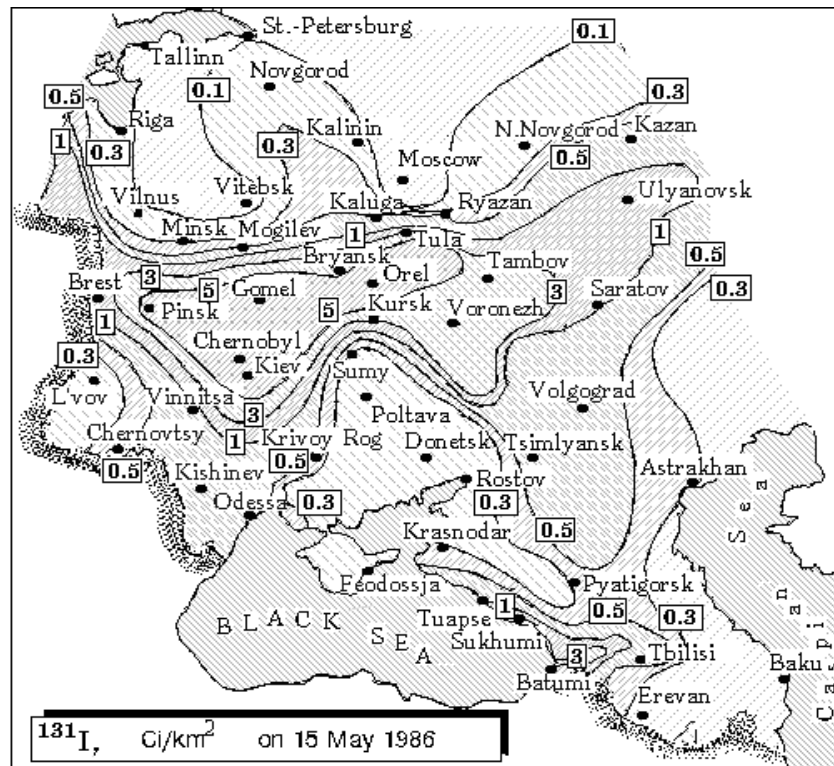 St.-Petersburg
0.1
Tallinn
Novgorod
0.1
0.3
0.5
Riga
Kalinin
N.Novgorod
Kazan
1
0.3
0.3
0.5
Moscow
Vilnus
Vitebsk
Kaluga
Ryazan
Ulyanovsk
Minsk
Mogilev
1
Tula
1
0.5
3
Bryansk
Orel
Tambov
0.3
Brest
5
Gomel
5
3
Saratov
Pinsk
Kursk
Voronezh
1
Chernobyl
0.3
Kiev
Sumy
L'vov
Vinnitsa
3
Poltava
Volgograd
Chernovtsy
1
Krivoy Rog
Donetsk
Tsimlyansk
0.5
0.5
Kishinev
Rostov
Astrakhan
Odessa
0.3
0.3
Krasnodar
0.5
Feodossja
Pyatigorsk
1
0.5
0.3
Tuapse
Sukhumi
3
Tbilisi
Batumi
Baku
Erevan
BLACK SEA
Caspian Sea
131I, Ci/km2 on 15 May 1986